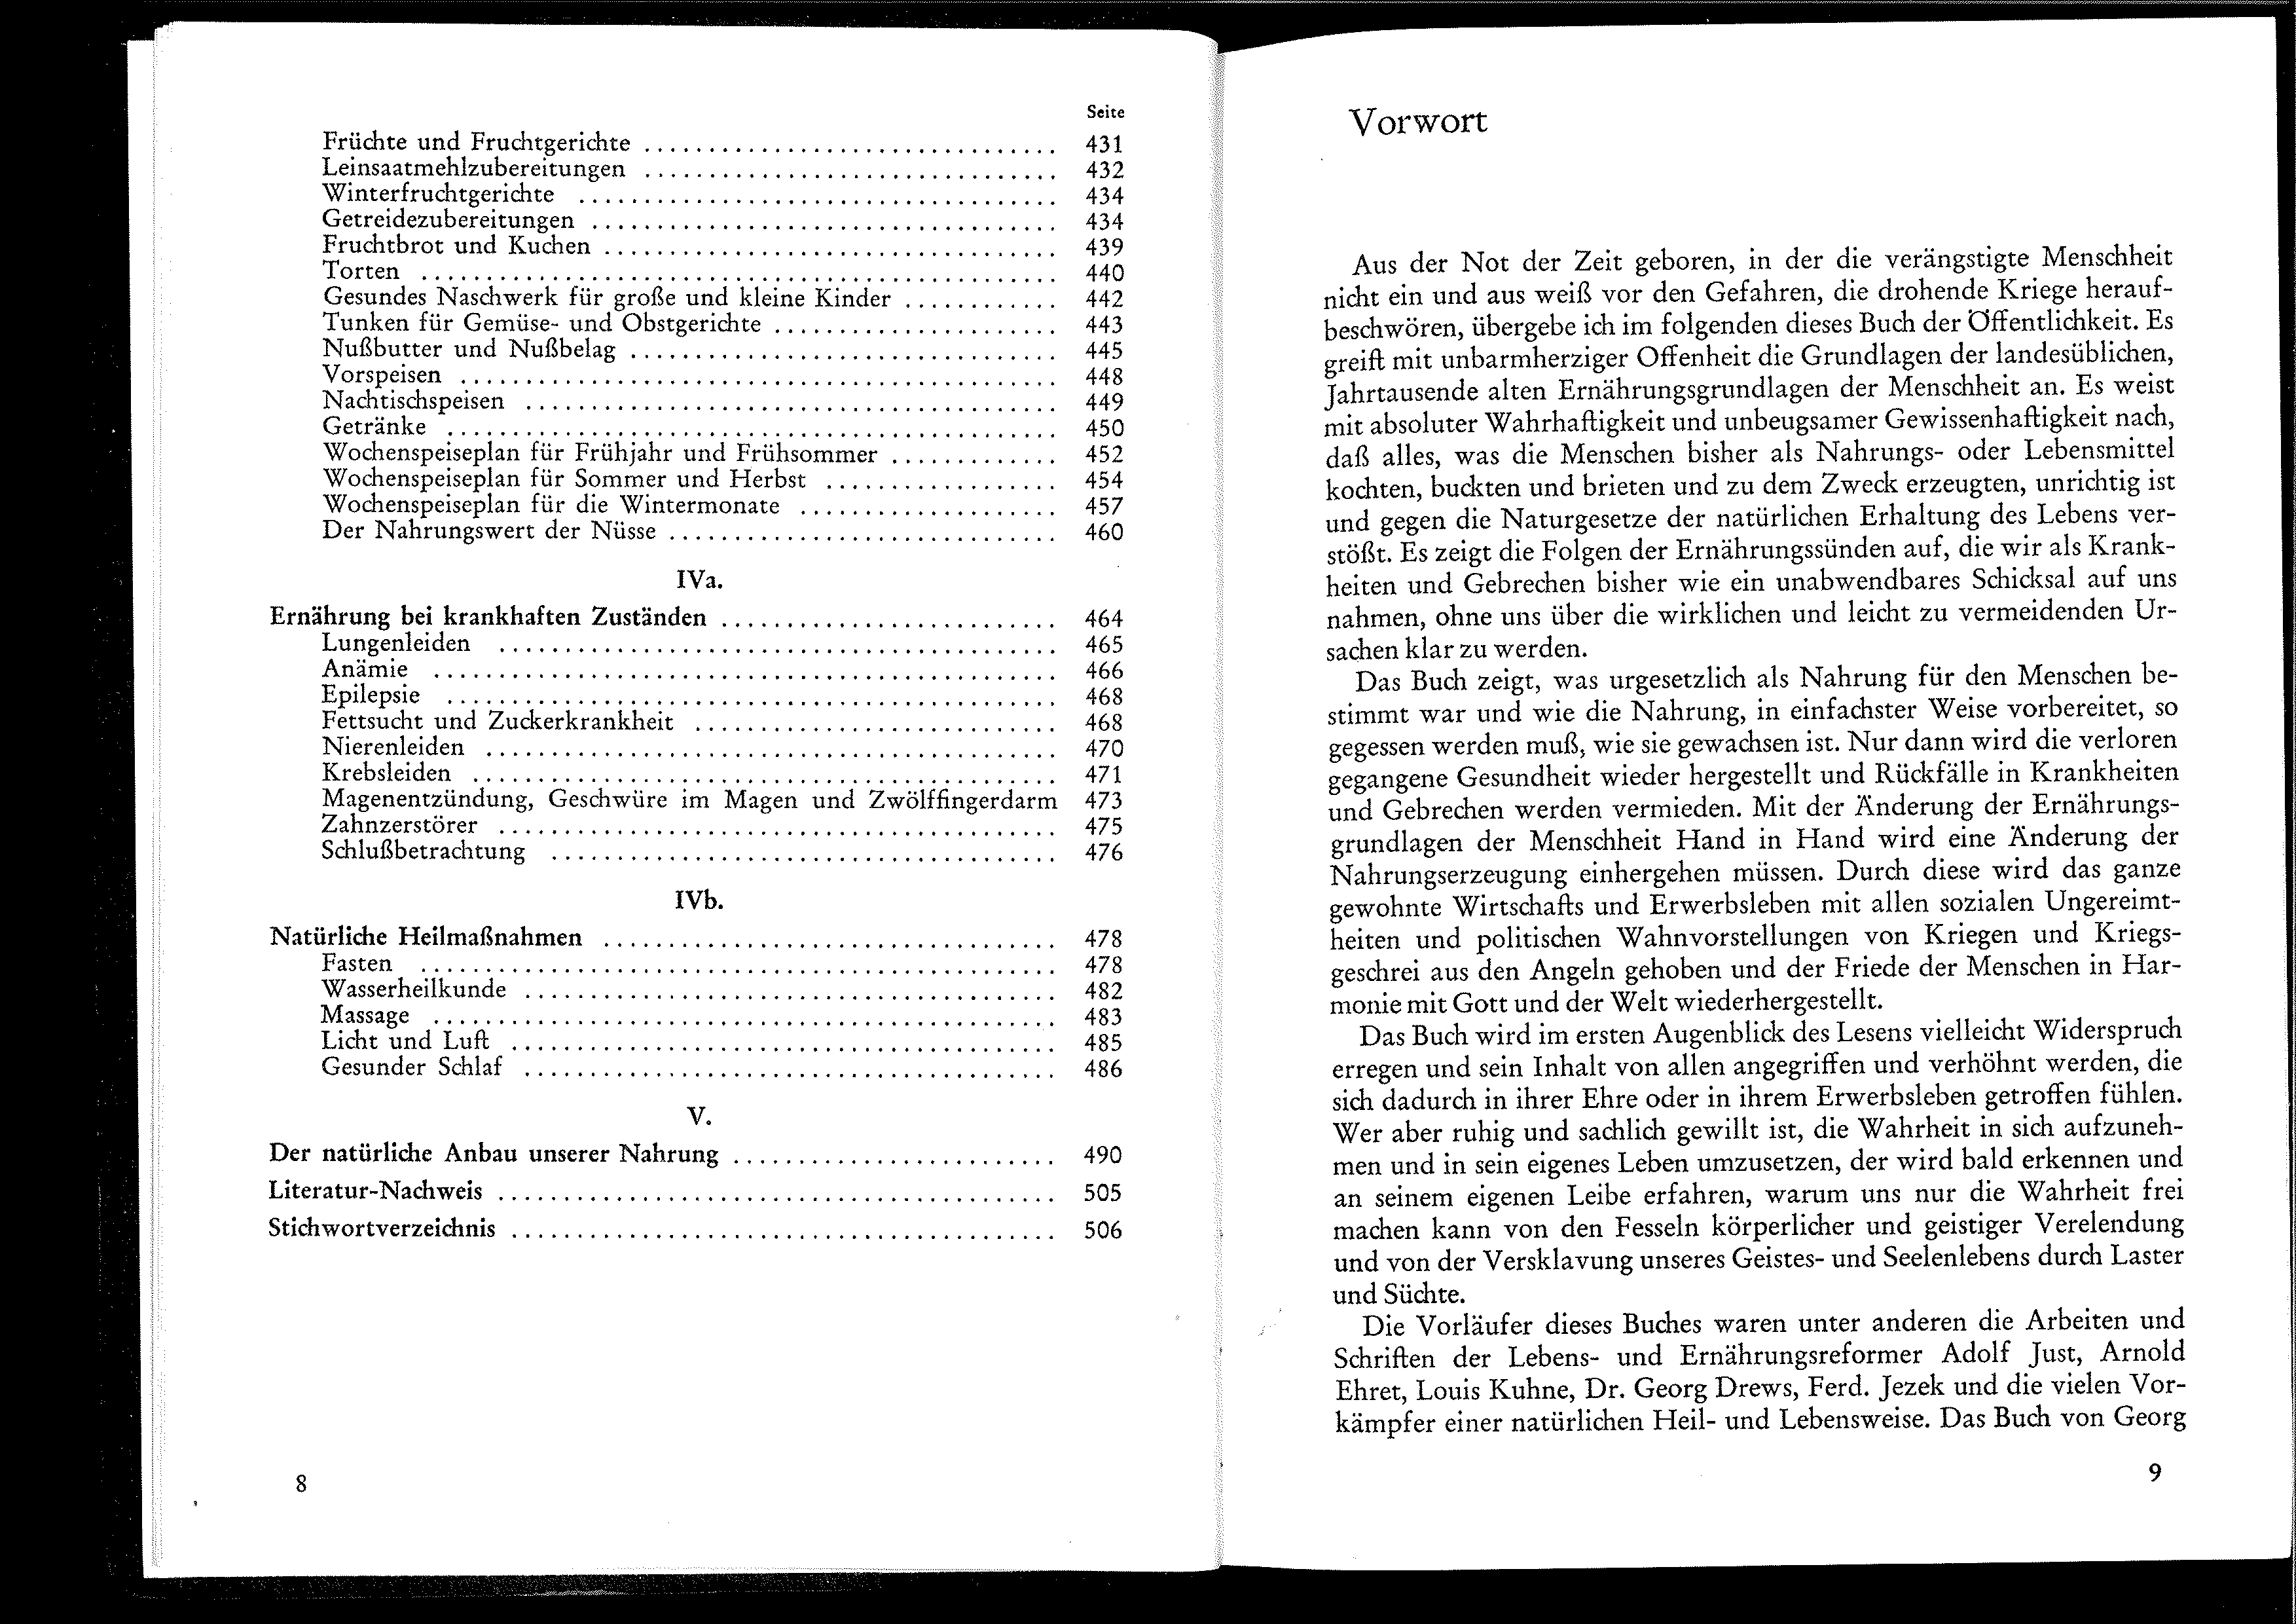 Seite
Früchte und Fruchtgerichte ................................ 431
Leinsaatmehlzubereitungen ................................ 432
Winterfruchtgerichte ..................................... 434
Getreidezubereitungen .................................... 434
Fruchtbrot und Kuchen ................................... 439
Torten ................................................. 440
Gesundes Naschwerk für große und kleine Kinder ............ 442
Tunken für Gemüse- und Obstgerichte ...................... 443
Nußbutter und Nußbelag ................................. 445
Vorspeisen .............................................. 448
Nachtischspeisen ......................................... 449
Getränke ............................................... 450
Wochenspeiseplan für Frühjahr und Frühsommer ............. 452
Wochenspeiseplan für Sommer und Herbst .................. 454
Wochenspeiseplan für die Wintermonate .................... 457
Der Nahrungswert der Nüsse .............................. 460
IVa.
Ernährung bei krankhaften Zuständen .......................... 464
Lungenleiden ........................................... 465
Anämie ................................................ 466
Epilepsie ............................................... 468
Fettsucht und Zuckerkrankheit ............................ 468
Nierenleiden ............................................ 470
Krebsleiden ............................................. 471
Magenentzündung, Geschwüre im Magen und Zwölffingerdarm 473
Zahnzerstörer ........................................... 475
Schlußbetrachtung ....................................... 476
IVb.
Natürliche Heilmaßnahmen ................................... 478
Fasten ................................................. 478
Wasserheilkunde ......................................... 482
Massage ................................................ 483
Licht und Luft .......................................... 485
Gesunder Schlaf ......................................... 486
V.
Der natürliche Anbau unserer Nahrung ......................... 490
Literatur-Nachweis ........................................... 505
Stichwortverzeichnis .......................................... 506
8
Vorwort
Aus der Not der Zeit geboren, in der die verängstigte Menschheit
nicht ein und aus weiß vor den Gefahren, die drohende Kriege herauf-
beschwören, übergebe ich im folgenden dieses Buch der Öffentlichkeit. Es
greift mit unbarmherziger Offenheit die Grundlagen der landesüblichen,
Jahrtausende alten Ernährungsgrundlagen der Menschheit an. Es weist
mit absoluter Wahrhaftigkeit und unbeugsamer Gewissenhaftigkeit nach,
daß alles, was die Menschen bisher als Nahrungs- oder Lebensmittel
kochten, buckten und brieten und zu dem Zweck erzeugten, unrichtig ist
und gegen die Naturgesetze der natürlichen Erhaltung des Lebens ver-
stößt. Es zeigt die Folgen der Ernährungssünden auf, die wir als Krank-
heiten und Gebrechen bisher wie ein unabwendbares Schicksal auf uns
nahmen, ohne uns über die wirklichen und leicht zu vermeidenden Ur-
sachen klar zu werden.
Das Buch zeigt, was urgesetzlich als Nahrung für den Menschen be-
stimmt war und wie die Nahrung, in einfachster Weise vorbereitet, so
gegessen werden muß, wie sie gewachsen ist. Nur dann wird die verloren
gegangene Gesundheit wieder hergestellt und Rückfälle in Krankheiten
und Gebrechen werden vermieden. Mit der Änderung der Ernährungs-
grundlagen der Menschheit Hand in Hand wird eine Änderung der
Nahrungserzeugung einhergehen müssen. Durch diese wird das ganze
gewohnte Wirtschafts und Erwerbsleben mit allen sozialen Ungereimt-
heiten und politischen Wahnvorstellungen von Kriegen und Kriegs-
geschrei aus den Angeln gehoben und der Friede der Menschen in Har-
monie mit Gott und der Welt wiederhergestellt.
Das Buch wird im ersten Augenblick des Lesens vielleicht Widerspruch
erregen und sein Inhalt von allen angegriffen und verhöhnt werden, die
sich dadurch in ihrer Ehre oder in ihrem Erwerbsleben getroffen fühlen.
Wer aber ruhig und sachlich gewillt ist, die Wahrheit in sich aufzuneh-
men und in sein eigenes Leben umzusetzen, der wird bald erkennen und
an seinem eigenen Leibe erfahren, warum uns nur die Wahrheit frei
machen kann von den Fesseln körperlicher und geistiger Verelendung
und von der Versklavung unseres Geistes- und Seelenlebens durch Laster
und Süchte.
Die Vorläufer dieses Buches waren unter anderen die Arbeiten und
Schriften der Lebens- und Ernährungsreformer Adolf Just, Arnold
Ehret, Louis Kuhne, Dr. Georg Drews, Ferd. Jezek und die vielen Vor-
kämpfer einer natürlichen Heil- und Lebensweise. Das Buch von Georg
9